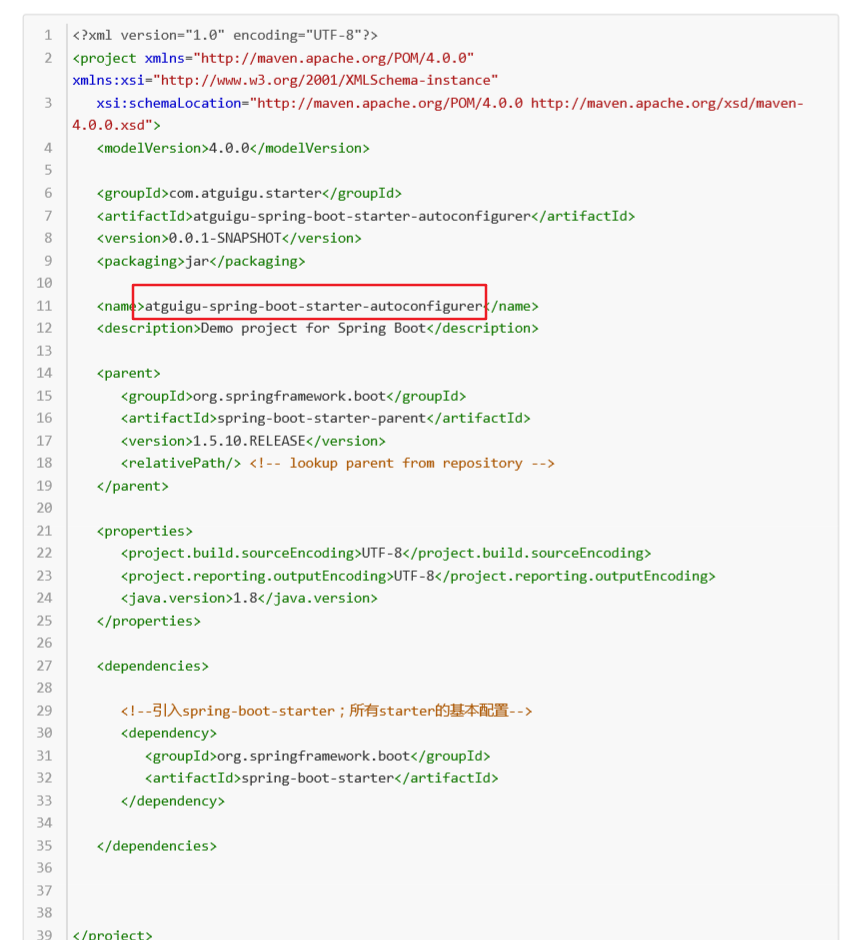 1 <?xml version="1.0" encoding="UTF-8"?>
2 <project xmlns="http://maven.apache.org/POM/4.0.0"
xmlns:xsi="http://www.w3.org/2001/XMLSchema-instance"
3 xsi:schemaLocation="http://maven.apache.org/POM/4.0.0 http://maven.apache.org/xsd/maven-
4.0.0.xsd">
4 <modelVersion>4.0.0</modelVersion>
5
6 <groupId>com.atguigu.starter</groupId>
7 <artifactId>atguigu-spring-boot-starter-autoconfigurer</artifactId>
8 <version>0.0.1-SNAPSHOT</version>
9 <packaging>jar</packaging>
10
11 <name>atguigu-spring-boot-starter-autoconfigurer</name>
12 <description>Demo project for Spring Boot</description>
13
14 <parent>
15 <groupId>org.springframework.boot</groupId>
16 <artifactId>spring-boot-starter-parent</artifactId>
17 <version>1.5.10.RELEASE</version>
18 <relativePath/> <!-- lookup parent from repository -->
19 </parent>
20
21 <properties>
22 <project.build.sourceEncoding>UTF-8</project.build.sourceEncoding>
23 <project.reporting.outputEncoding>UTF-8</project.reporting.outputEncoding>
24 <java.version>1.8</java.version>
25 </properties>
26
27 <dependencies>
28
29 <!--引入spring-boot-starter；所有starter的基本配置-->
30 <dependency>
31 <groupId>org.springframework.boot</groupId>
32 <artifactId>spring-boot-starter</artifactId>
33 </dependency>
34
35 </dependencies>
36
37
38
39 </project>